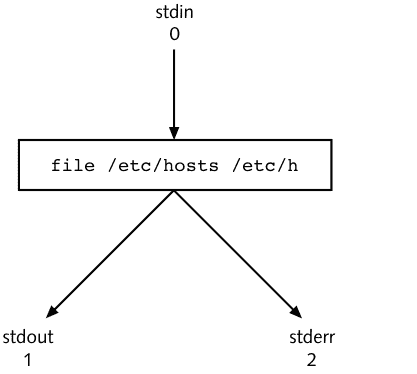 stdin
0
file /etc/hosts /etc/h
stdout
1
stderr
2